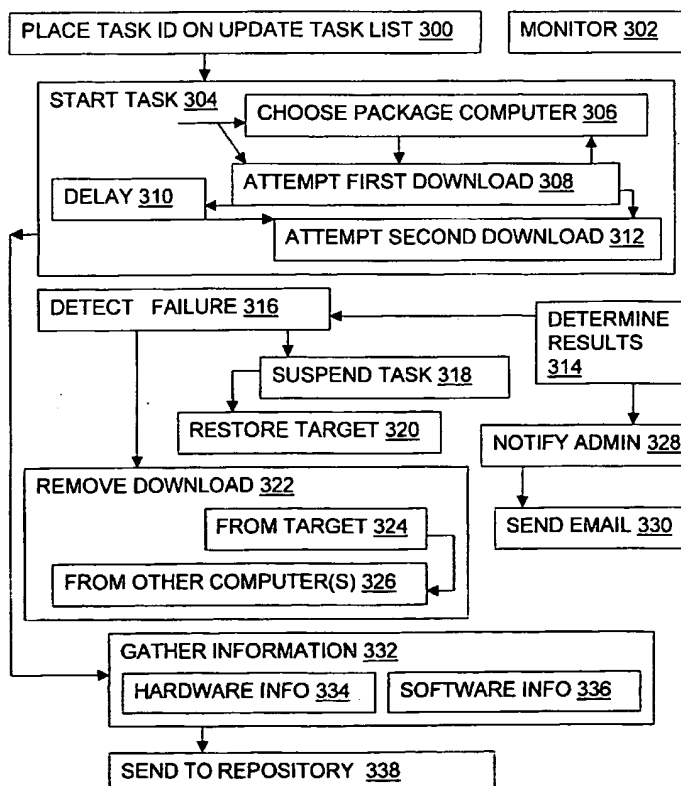 PLACE TASK ID ON UPDATE TASK LIST 300
MONITOR 302
START TASK 304
CHOOSE PACKAGE COMPUTER 306
ATTEMPT FIRST DOWNLOAD 308
DELAY 310
ATTEMPT SECOND DOWNLOAD 312
DETECT FAILURE 316
DETERMINE
RESULTS
314
SUSPEND TASK 318
RESTORE TARGET 320
NOTIFY ADMIN 328
REMOVE DOWNLOAD 322
FROM TARGET 324
SEND EMAIL 330
FROM OTHER COMPUTER(S) 326
GATHER INFORMATION 332
HARDWARE INFO 334
SOFTWARE INFO 336
SEND TO REPOSITORY 338